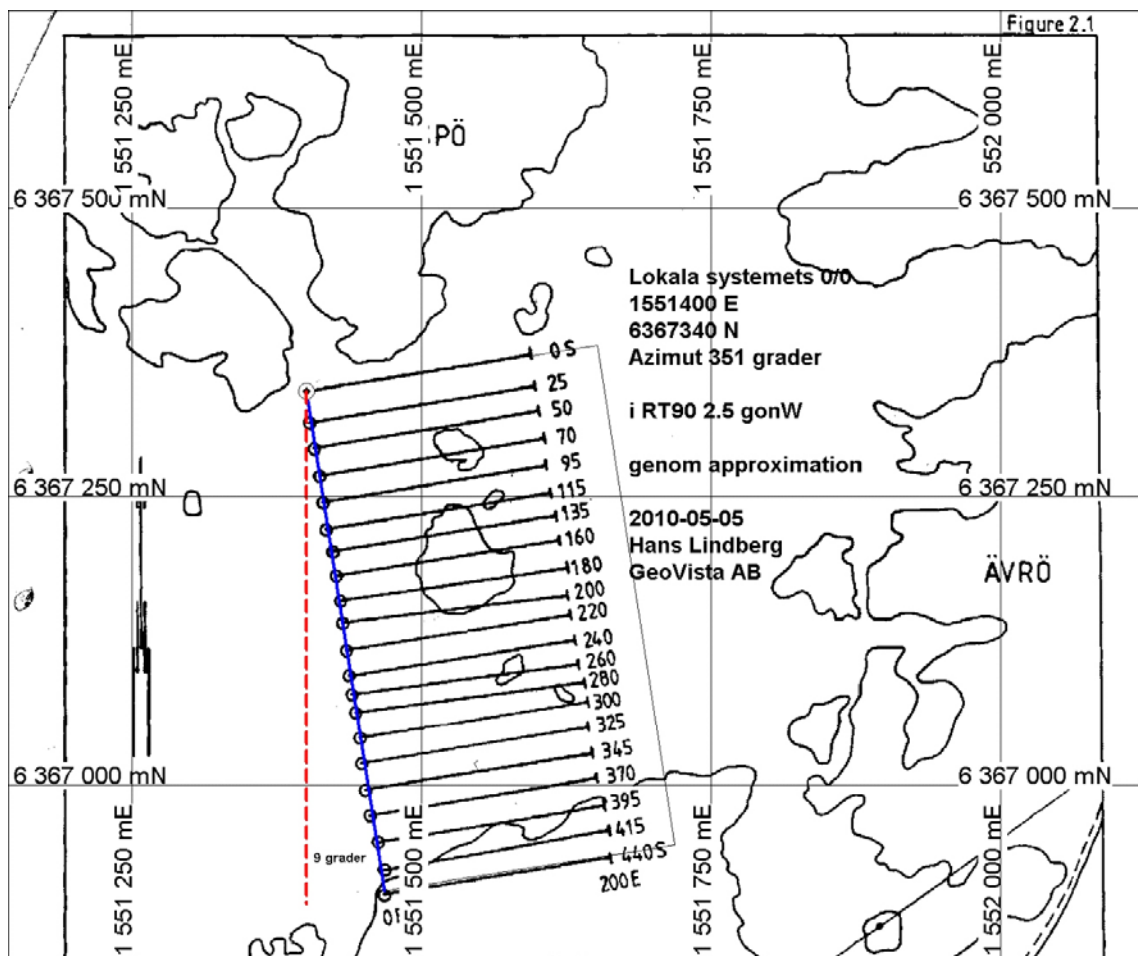 Figure 2.1
1 551 250 mE
1 551 500 mE
1 551 750 mE
1 552 000 mE
PÖ
6 367 500 mN
6 367 500 mN
Lokala systemets 0/0
1551400 E
6367340 N
Azimut 351 grader
i RT90 2.5 gonW
genom approximation
2010-05-05
Hans Lindberg
GeoVista AB
0 S
25
50
70
95
115
135
160
180
200
220
240
260
280
300
325
345
370
395
415
440 S
200 E
6 367 250 mN
6 367 250 mN
ÄVRÖ
6 367 000 mN
6 367 000 mN
9 grader
1 551 250 mE
1 551 500 mE
1 551 750 mE
1 552 000 mE